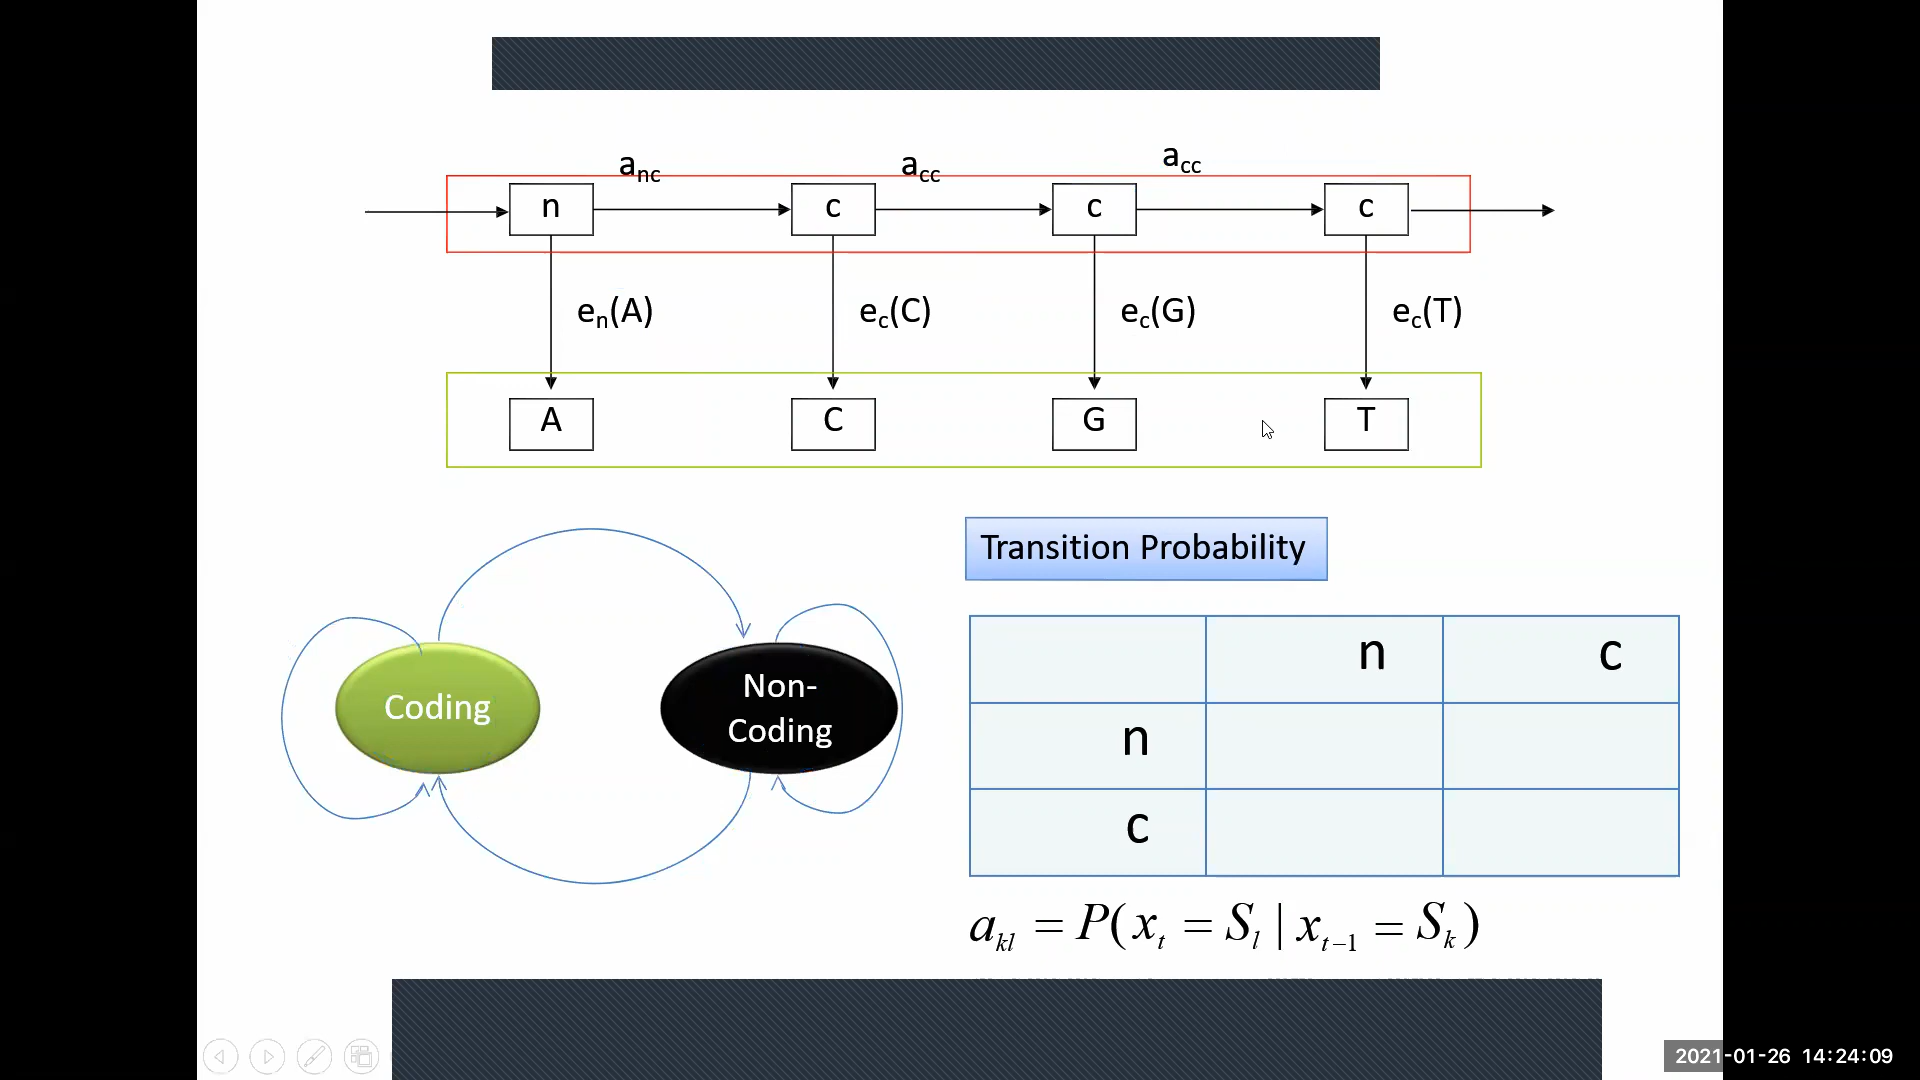 a_nc a_cc a_cc
n c c c
e_n(A) e_c(C) e_c(G) e_c(T)
A C G T
Transition Probability
Coding
Non-
Coding
n c
n
c
a_kl = P(x_t = S_l | x_t-1 = S_k)
2021-01-26 14:24:09